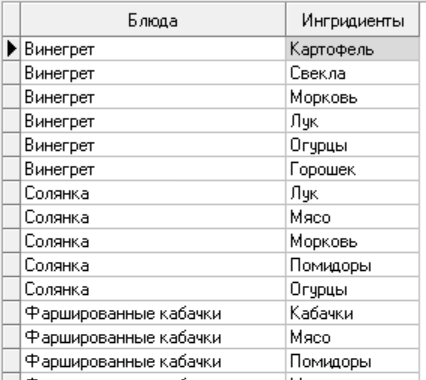 Блюда Ингридиенты
Винегрет Картофель
Винегрет Свекла
Винегрет Морковь
Винегрет Лук
Винегрет Огурцы
Винегрет Горошек
Солянка Лук
Солянка Мясо
Солянка Морковь
Солянка Помидоры
Солянка Огурцы
Фаршированные кабачки Кабачки
Фаршированные кабачки Мясо
Фаршированные кабачки Помидоры